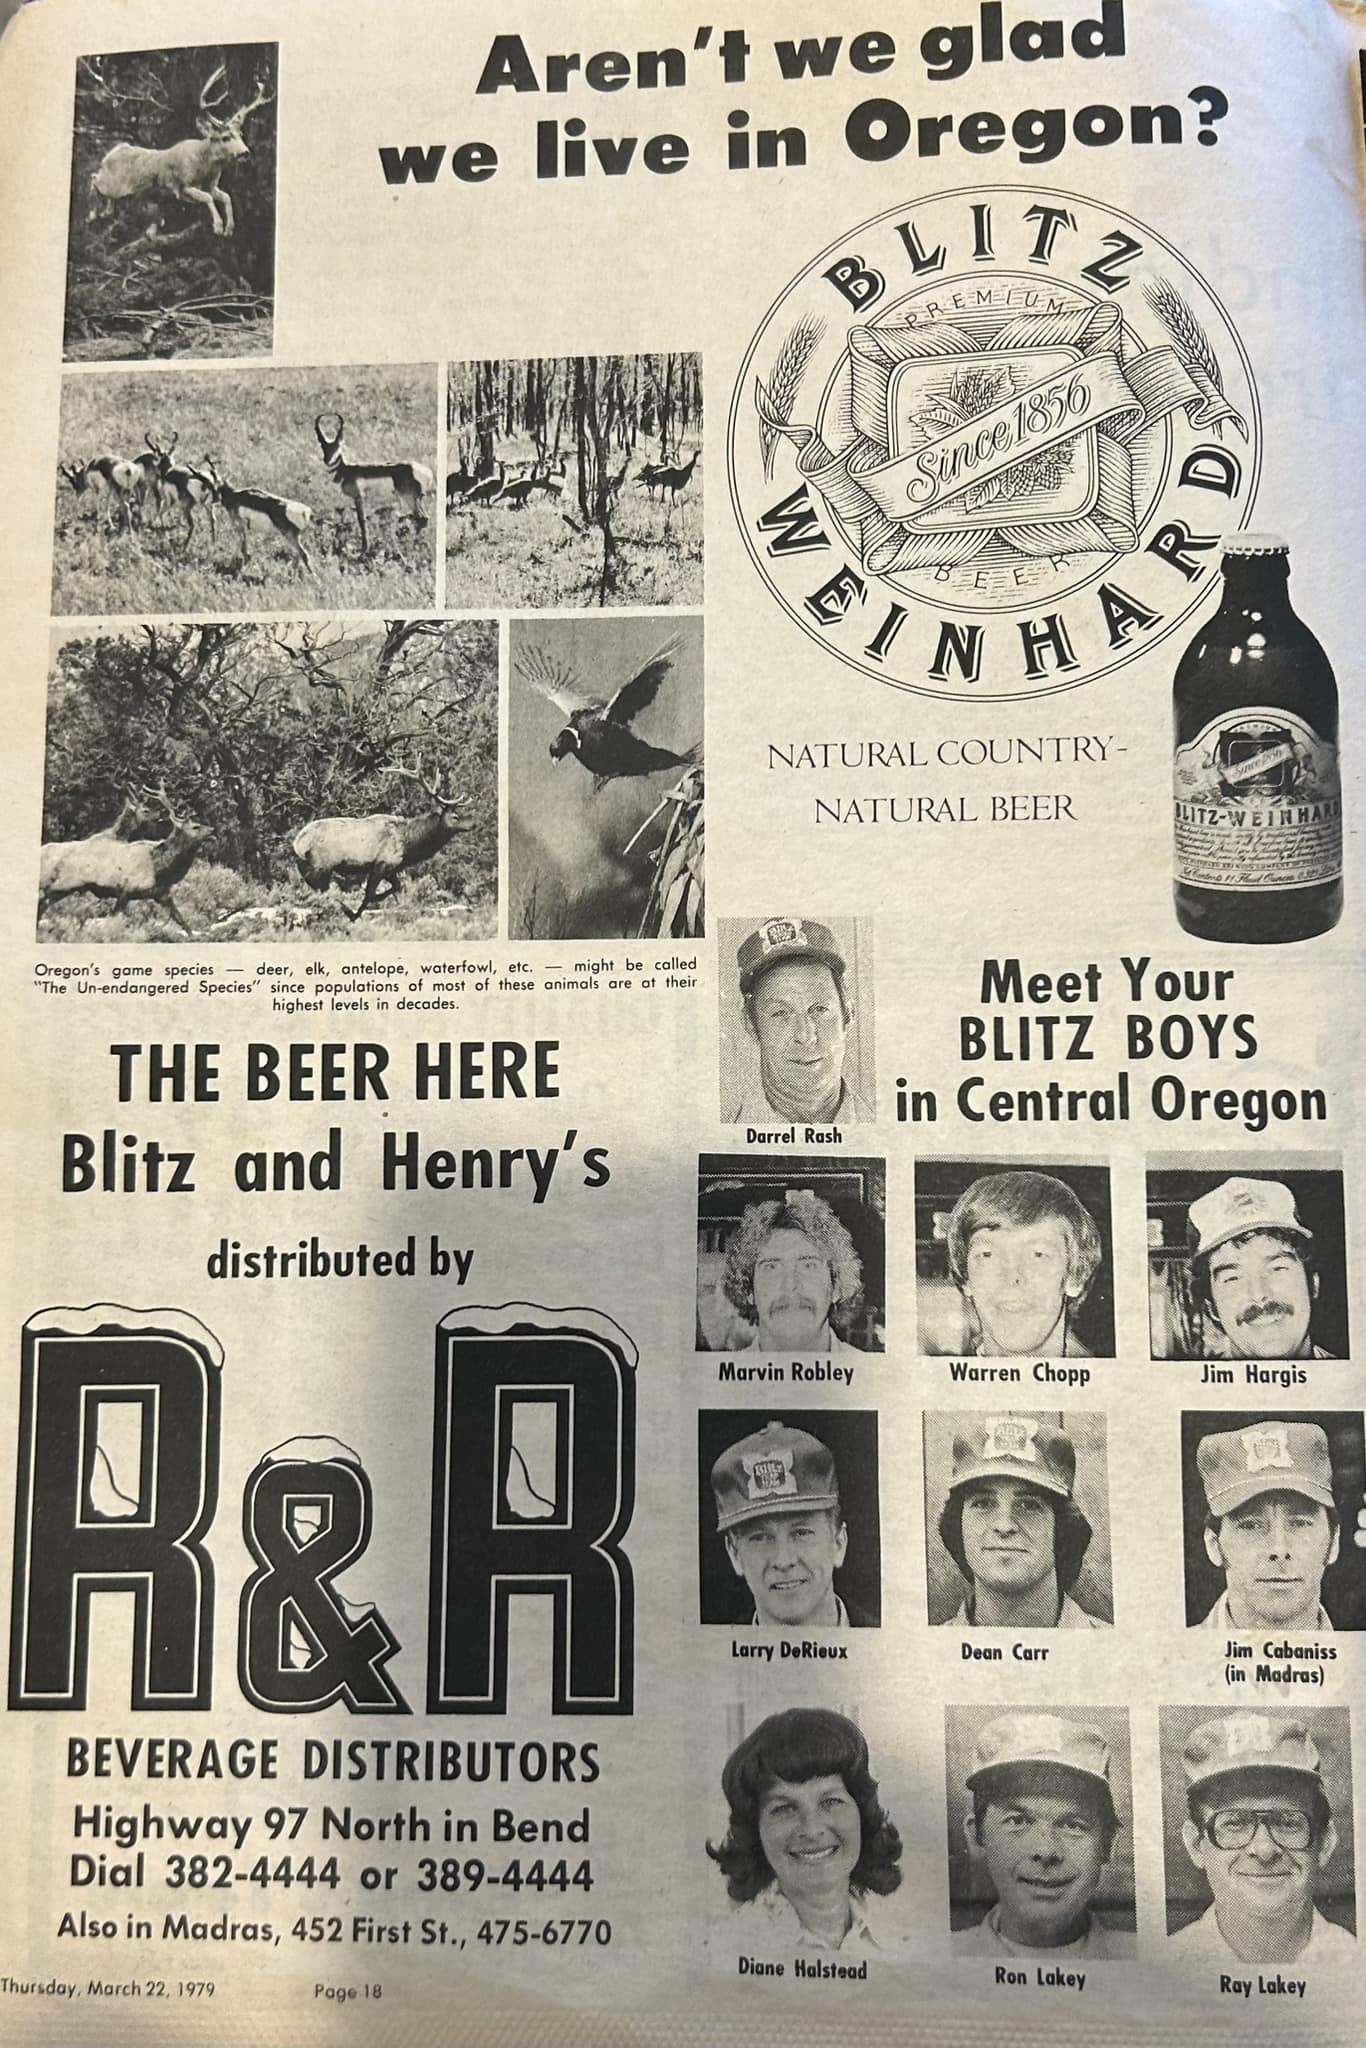 Aren't we glad
we live in Oregon?
BLITZ
PREMIUM
Since 1856
BEER
WEINHARD
NATURAL COUNTRY-
NATURAL BEER
Since 1856
BLITZ-WEINHARD
Oregon's game species — deer, elk, antelope, waterfowl, etc. — might be called
"The Un-endangered Species" since populations of most of these animals are at their
highest levels in decades.
THE BEER HERE
Blitz and Henry's
distributed by
R&R
BEVERAGE DISTRIBUTORS
Highway 97 North in Bend
Dial 382-4444 or 389-4444
Also in Madras, 452 First St., 475-6770
Meet Your
BLITZ BOYS
in Central Oregon
Darrel Rash
Marvin Robley
Warren Chopp
Jim Hargis
Larry DeRieux
Dean Carr
Jim Cabaniss
(in Madras)
Diane Halstead
Ron Lakey
Ray Lakey
Thursday, March 22, 1979
Page 18